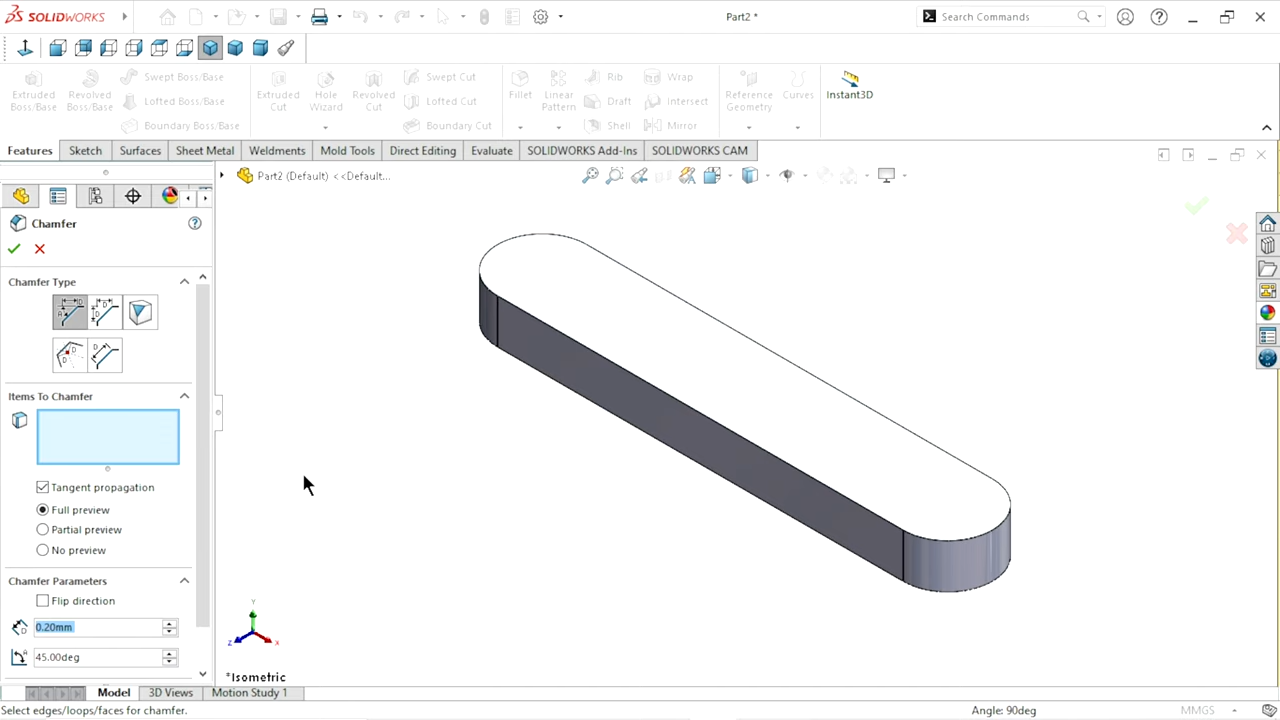 SOLIDWORKS
Part2 *
Search Commands
Extruded Boss/Base
Revolved Boss/Base
Swept Boss/Base
Lofted Boss/Base
Boundary Boss/Base
Extruded Cut
Hole Wizard
Revolved Cut
Swept Cut
Lofted Cut
Boundary Cut
Fillet
Linear Pattern
Rib
Draft
Shell
Wrap
Intersect
Mirror
Reference Geometry
Curves
Instant3D
Features Sketch Surfaces Sheet Metal Weldments Mold Tools Direct Editing Evaluate SOLIDWORKS Add-Ins SOLIDWORKS CAM
Part2 (Default) <<Default...
Chamfer
Chamfer Type
Items To Chamfer
Tangent propagation
Full preview
Partial preview
No preview
Chamfer Parameters
Flip direction
0.20mm
45.00deg
Y
Z
X
*Isometric
Model 3D Views Motion Study 1
Select edges/loops/faces for chamfer.
Angle: 90deg
MMGS